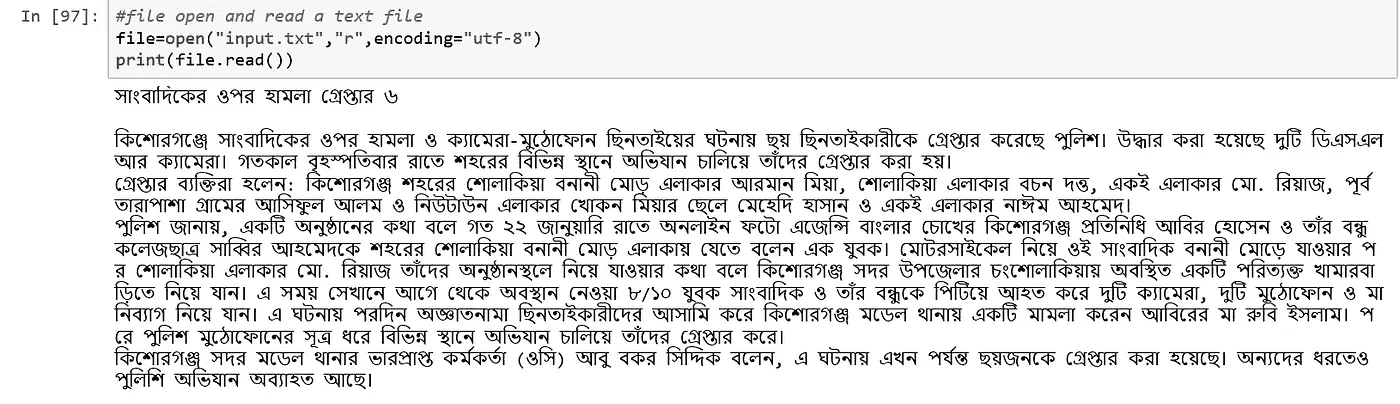 In [97]: #file open and read a text file
file=open("input.txt","r",encoding="utf-8")
print(file.read())
সাংবাদিকের ওপর হামলা গ্রেপ্তার ৬
কিশোরগঞ্জে সাংবাদিকের ওপর হামলা ও ক্যামেরা-মুঠোফোন ছিনতাইয়ের ঘটনায় ছয় ছিনতাইকারীকে গ্রেপ্তার করেছে পুলিশ। উদ্ধার করা হয়েছে দুটি ডিএসএল
আর ক্যামেরা। গতকাল বৃহস্পতিবার রাতে শহরের বিভিন্ন স্থানে অভিযান চালিয়ে তাঁদের গ্রেপ্তার করা হয়।
গ্রেপ্তার ব্যক্তিরা হলেন: কিশোরগঞ্জ শহরের শোলাকিয়া বনানী মোড় এলাকার আরমান মিয়া, শোলাকিয়া এলাকার বচন দত্ত, একই এলাকার মো. রিয়াজ, পূর্ব
তারাপাশা গ্রামের আসিফুল আলম ও নিউটাউন এলাকার খোকন মিয়ার ছেলে মেহেদি হাসান ও একই এলাকার নাঈম আহমেদ।
পুলিশ জানায়, একটি অনুষ্ঠানের কথা বলে গত ২২ জানুয়ারি রাতে অনলাইন ফটো এজেন্সি বাংলার চোখের কিশোরগঞ্জ প্রতিনিধি আবির হোসেন ও তাঁর বন্ধু
কলেজছাত্র সাব্বির আহমেদকে শহরের শোলাকিয়া বনানী মোড় এলাকায় যেতে বলেন এক যুবক। মোটরসাইকেল নিয়ে ওই সাংবাদিক বনানী মোড়ে যাওয়ার প
র শোলাকিয়া এলাকার মো. রিয়াজ তাঁদের অনুষ্ঠানস্থলে নিয়ে যাওয়ার কথা বলে কিশোরগঞ্জ সদর উপজেলার চংশোলাকিয়ায় অবস্থিত একটি পরিত্যক্ত খামারবা
ড়িতে নিয়ে যান। এ সময় সেখানে আগে থেকে অবস্থান নেওয়া ৮/১০ যুবক সাংবাদিক ও তাঁর বন্ধুকে পিটিয়ে আহত করে দুটি ক্যামেরা, দুটি মুঠোফোন ও মা
নিব্যাগ নিয়ে যান। এ ঘটনায় পরদিন অজ্ঞাতনামা ছিনতাইকারীদের আসামি করে কিশোরগঞ্জ মডেল থানায় একটি মামলা করেন আবিরের মা রুবি ইসলাম। প
রে পুলিশ মুঠোফোনের সূত্র ধরে বিভিন্ন স্থানে অভিযান চালিয়ে তাঁদের গ্রেপ্তার করে।
কিশোরগঞ্জ সদর মডেল থানার ভারপ্রাপ্ত কর্মকর্তা (ওসি) আবু বকর সিদ্দিক বলেন, এ ঘটনায় এখন পর্যন্ত ছয়জনকে গ্রেপ্তার করা হয়েছে। অন্যদের ধরতেও
পুলিশি অভিযান অব্যাহত আছে।